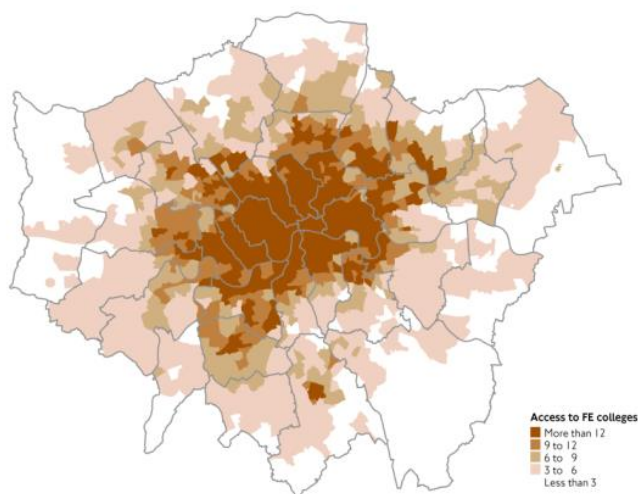 Access to FE colleges
More than 12
9 to 12
6 to 9
3 to 6
Less than 3